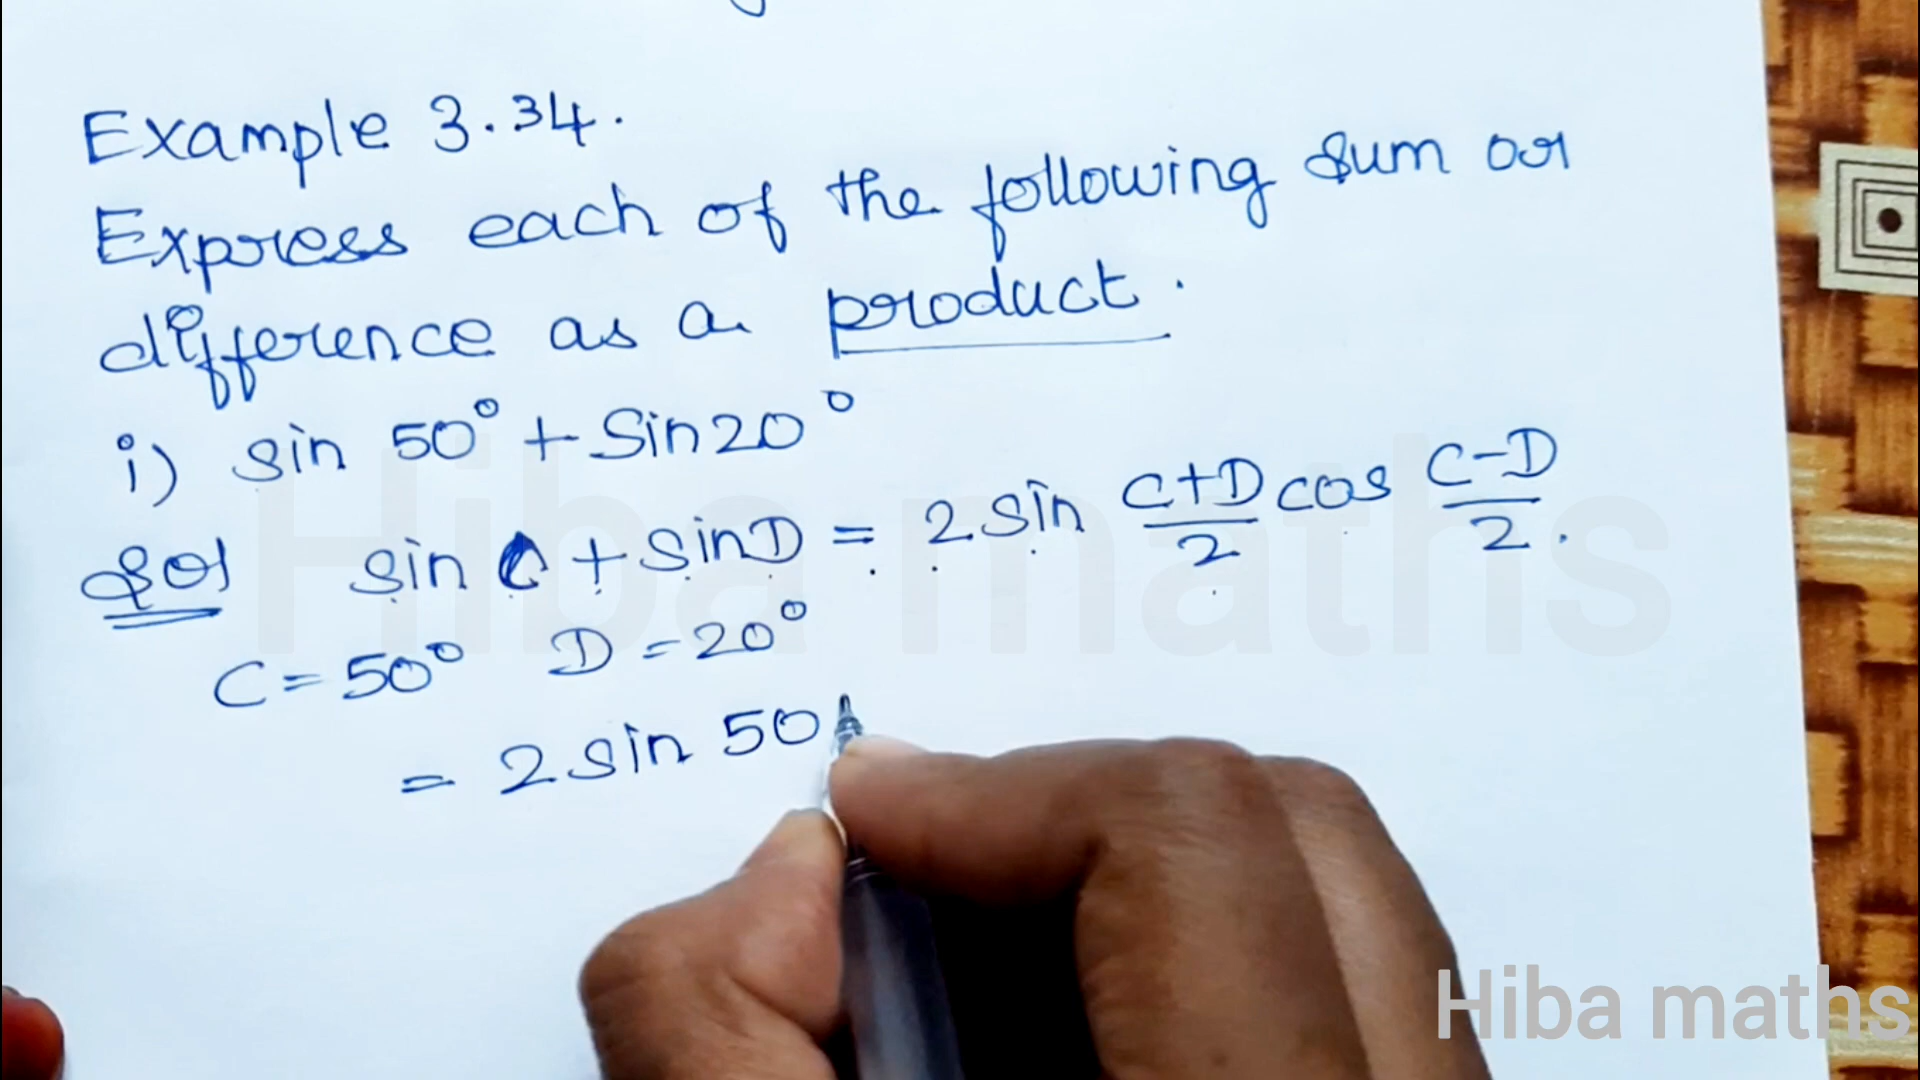 Example 3.34.
Express each of the following sum or
difference as a product.
i) sin 50° + Sin 20°
Sol sin C + sin D = 2 sin C+D/2 cos C-D/2.
C = 50° D = 20°
= 2 sin 50
Hiba maths
Hiba maths